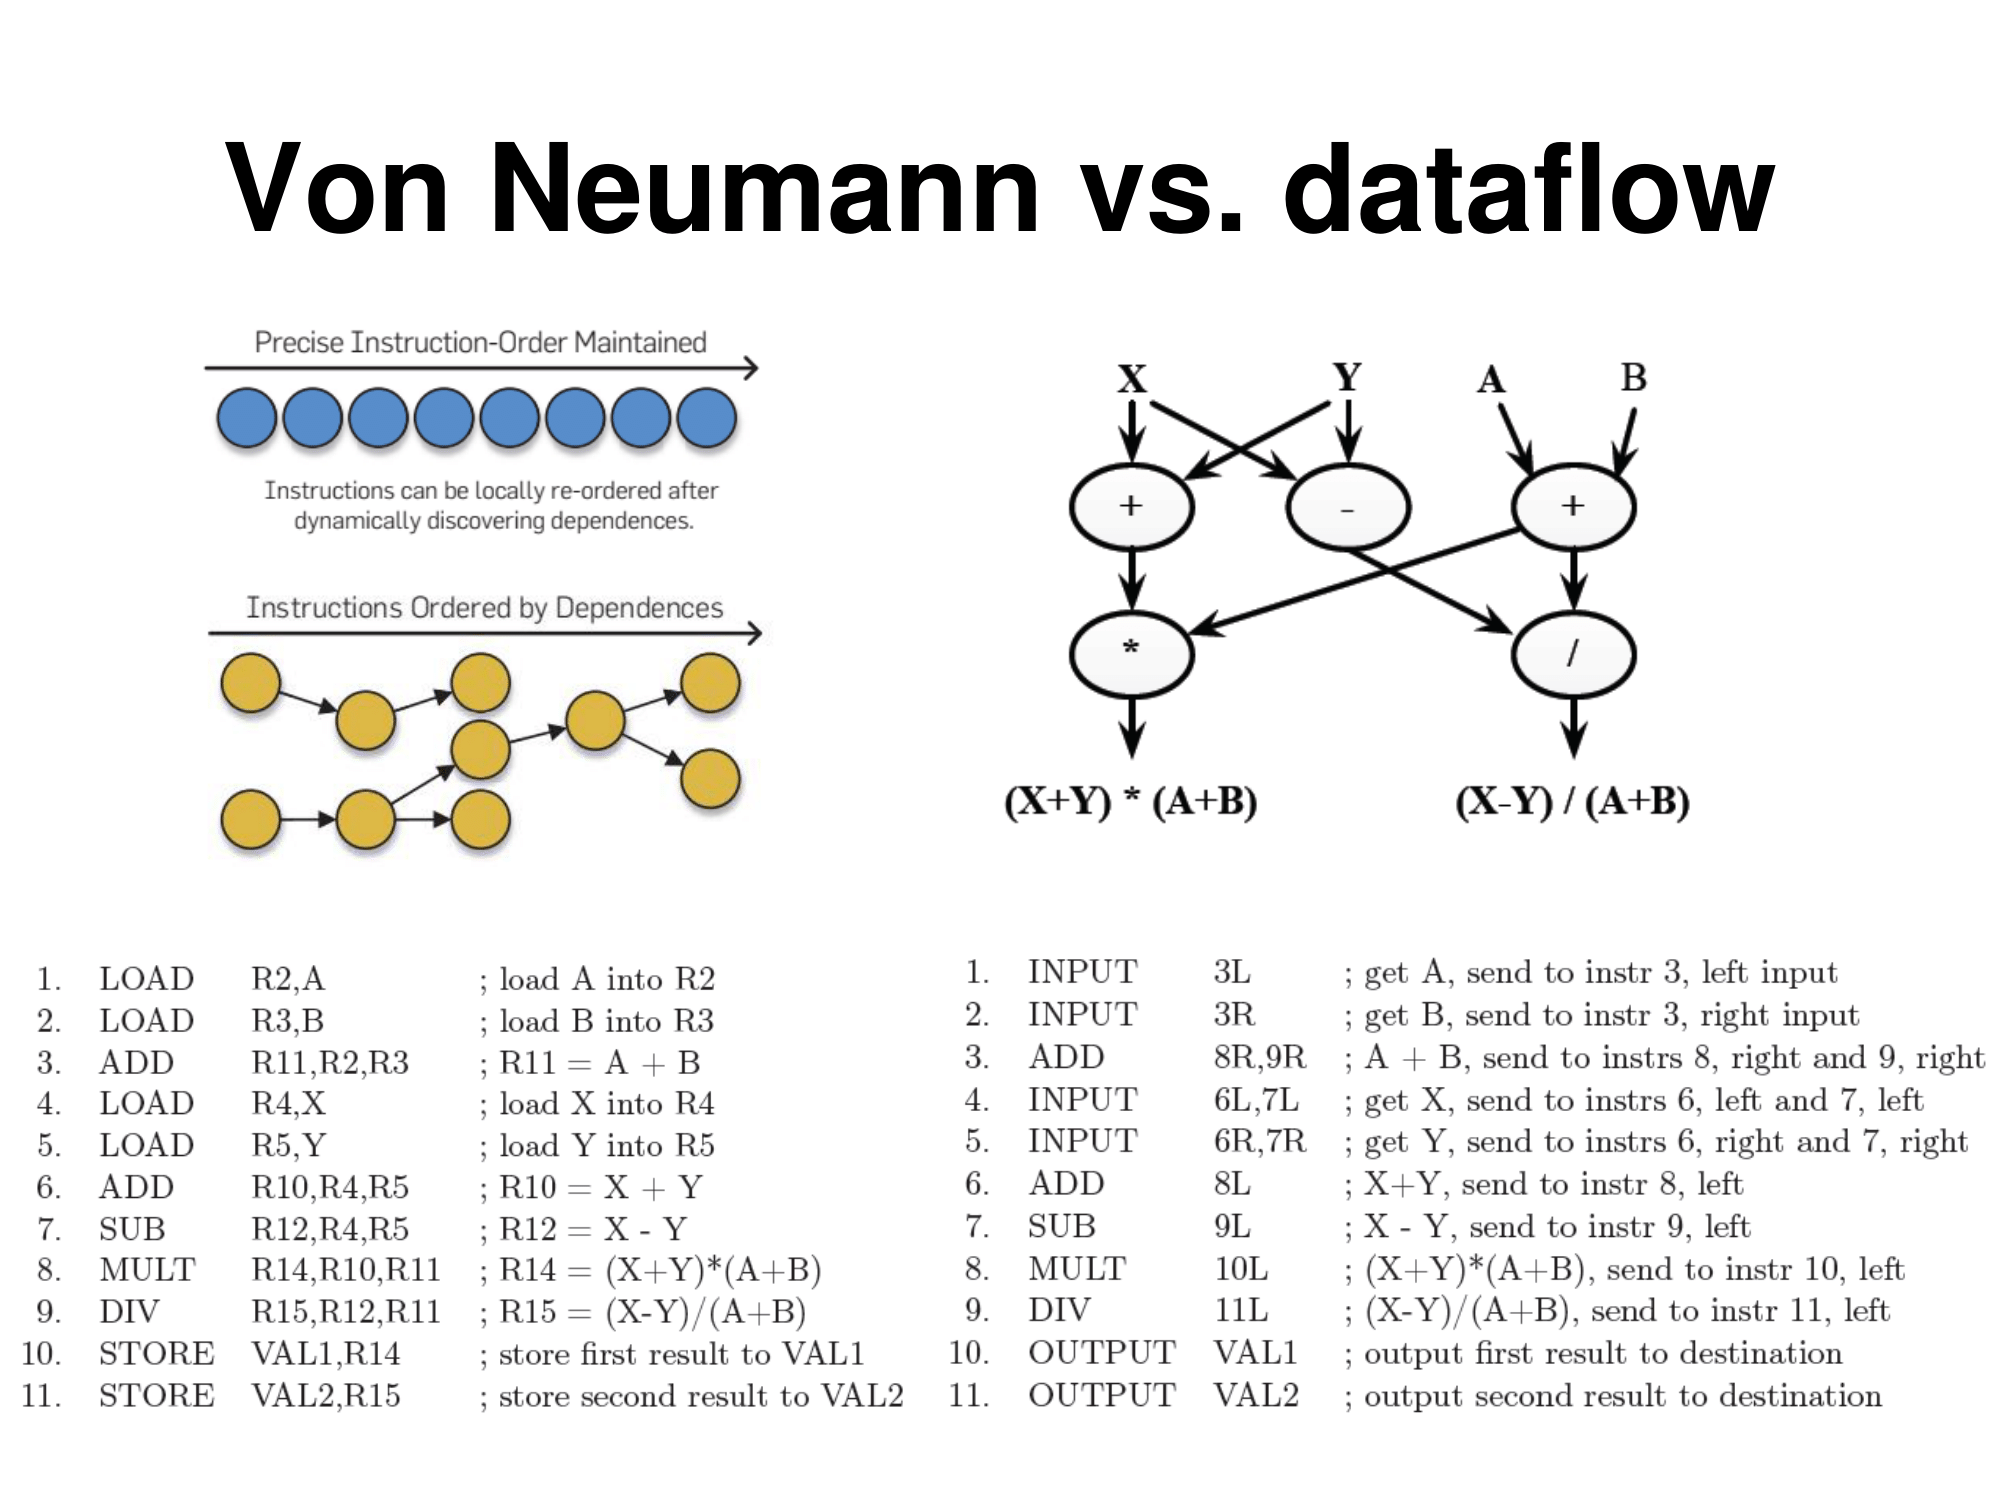 Von Neumann vs. dataflow
Precise Instruction-Order Maintained
Instructions can be locally re-ordered after
dynamically discovering dependences.
Instructions Ordered by Dependences
X Y A B
+ - +
* /
(X+Y) * (A+B) (X-Y) / (A+B)
1. LOAD R2,A ; load A into R2
2. LOAD R3,B ; load B into R3
3. ADD R11,R2,R3 ; R11 = A + B
4. LOAD R4,X ; load X into R4
5. LOAD R5,Y ; load Y into R5
6. ADD R10,R4,R5 ; R10 = X + Y
7. SUB R12,R4,R5 ; R12 = X - Y
8. MULT R14,R10,R11 ; R14 = (X+Y)*(A+B)
9. DIV R15,R12,R11 ; R15 = (X-Y)/(A+B)
10. STORE VAL1,R14 ; store first result to VAL1
11. STORE VAL2,R15 ; store second result to VAL2
1. INPUT 3L ; get A, send to instr 3, left input
2. INPUT 3R ; get B, send to instr 3, right input
3. ADD 8R,9R ; A + B, send to instrs 8, right and 9, right
4. INPUT 6L,7L ; get X, send to instrs 6, left and 7, left
5. INPUT 6R,7R ; get Y, send to instrs 6, right and 7, right
6. ADD 8L ; X+Y, send to instr 8, left
7. SUB 9L ; X - Y, send to instr 9, left
8. MULT 10L ; (X+Y)*(A+B), send to instr 10, left
9. DIV 11L ; (X-Y)/(A+B), send to instr 11, left
10. OUTPUT VAL1 ; output first result to destination
11. OUTPUT VAL2 ; output second result to destination